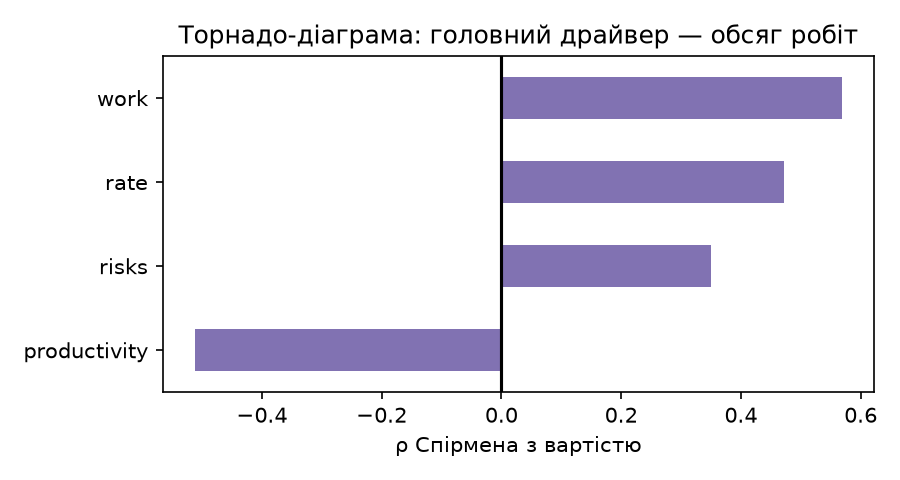 Торнадо-діаграма: головний драйвер — обсяг робіт
work
rate
risks
productivity
−0.4 −0.2 0.0 0.2 0.4 0.6
ρ Спірмена з вартістю